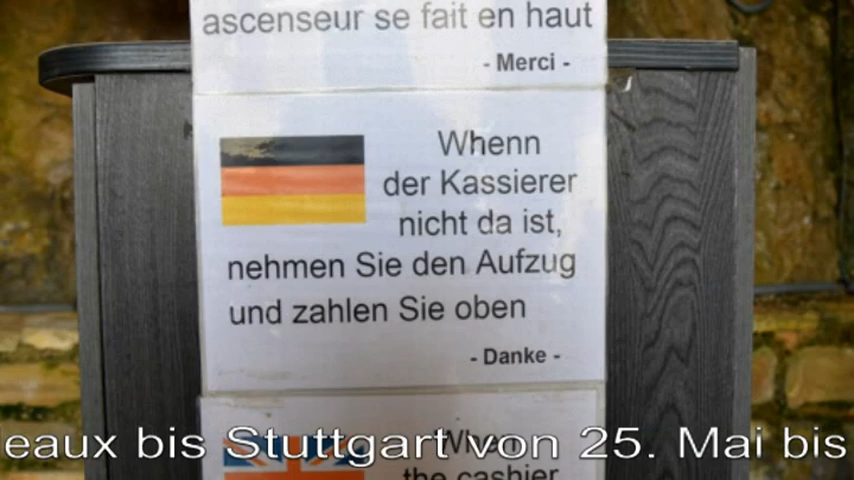 ascenseur se fait en haut
- Merci -
Whenn
der Kassierer
nicht da ist,
nehmen Sie den Aufzug
und zahlen Sie oben
- Danke -
eaux bis Stuttgart von 25. Mai bis
When
the cashier